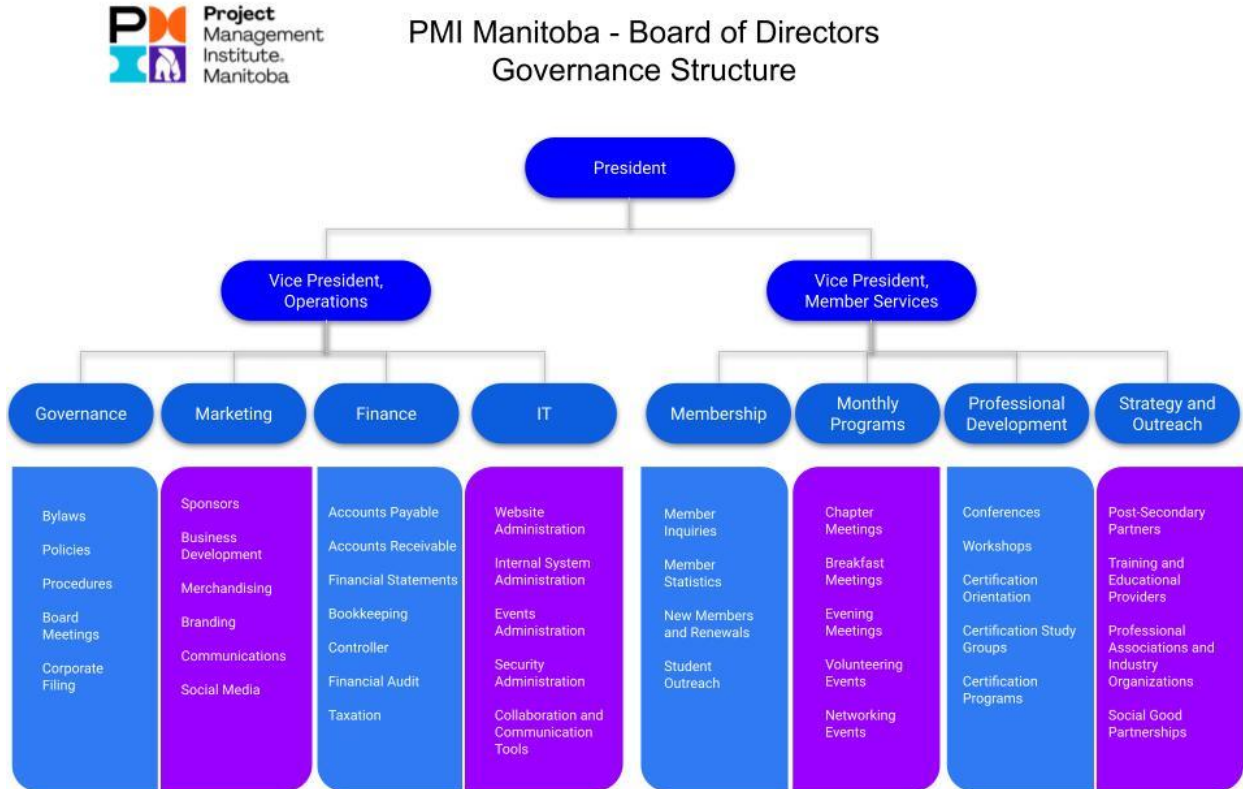 PM
Project
Management
Institute.
Manitoba
PMI Manitoba - Board of Directors
Governance Structure
President
Vice President,
Operations
Vice President,
Member Services
Governance
Marketing
Finance
IT
Membership
Monthly
Programs
Professional
Development
Strategy and
Outreach
Bylaws
Policies
Procedures
Board
Meetings
Corporate
Filing
Sponsors
Business
Development
Merchandising
Branding
Communications
Social Media
Accounts Payable
Accounts Receivable
Financial Statements
Bookkeeping
Controller
Financial Audit
Taxation
Website
Administration
Internal System
Administration
Events
Administration
Security
Administration
Collaboration and
Communication
Tools
Member
Inquiries
Member
Statistics
New Members
and Renewals
Student
Outreach
Chapter
Meetings
Breakfast
Meetings
Evening
Meetings
Volunteering
Events
Networking
Events
Conferences
Workshops
Certification
Orientation
Certification Study
Groups
Certification
Programs
Post-Secondary
Partners
Training and
Educational
Providers
Professional
Associations and
Industry
Organizations
Social Good
Partnerships